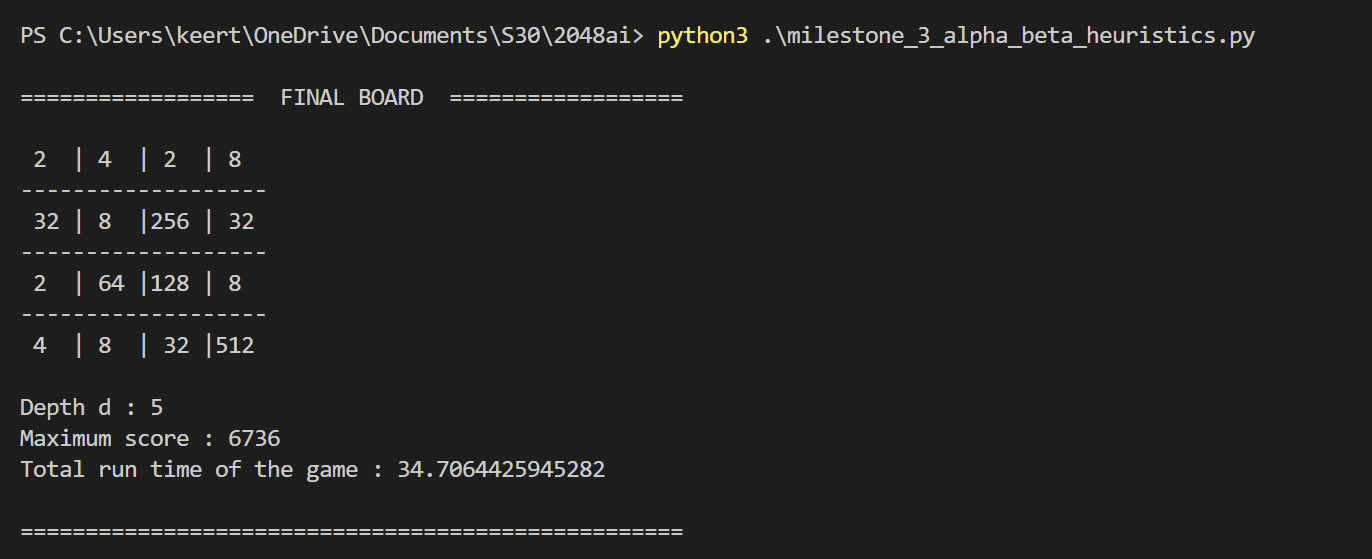 PS C:\Users\keert\OneDrive\Documents\S30\2048ai> python3 .\milestone_3_alpha_beta_heuristics.py
==================  FINAL BOARD  ==================
 2  | 4  | 2  | 8
-------------------
 32 | 8  |256 | 32
-------------------
 2  | 64 |128 | 8
-------------------
 4  | 8  | 32 |512
Depth d : 5
Maximum score : 6736
Total run time of the game : 34.7064425945282
===================================================